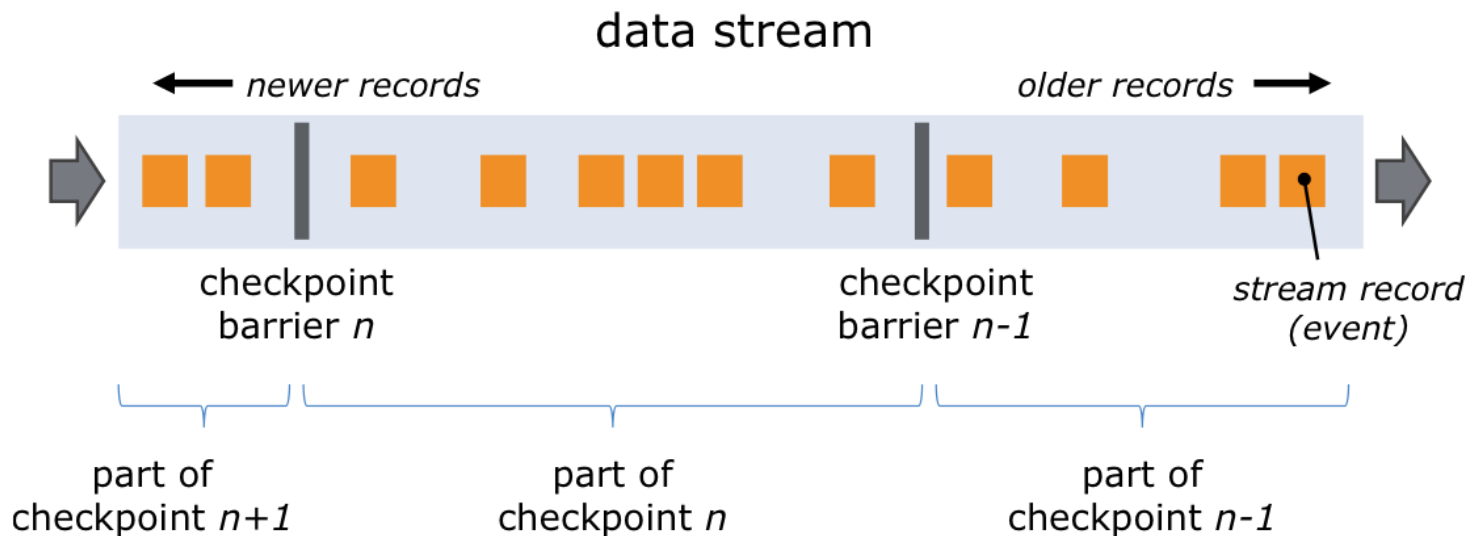 data stream
newer records
older records
checkpoint
barrier n
checkpoint
barrier n-1
stream record
(event)
part of
checkpoint n+1
part of
checkpoint n
part of
checkpoint n-1